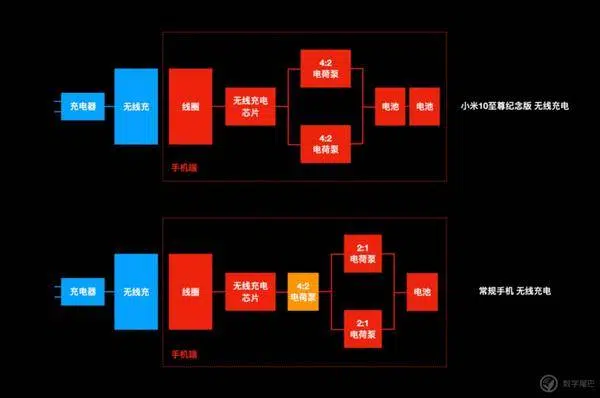 4:2
电荷泵
充电器
无线充
线圈
无线充电
芯片
电池
电池
小米10至尊纪念版 无线充电
4:2
电荷泵
手机端
2:1
电荷泵
充电器
无线充
线圈
无线充电
芯片
4:2
电荷泵
电池
常规手机 无线充电
2:1
电荷泵
手机端
数字尾巴